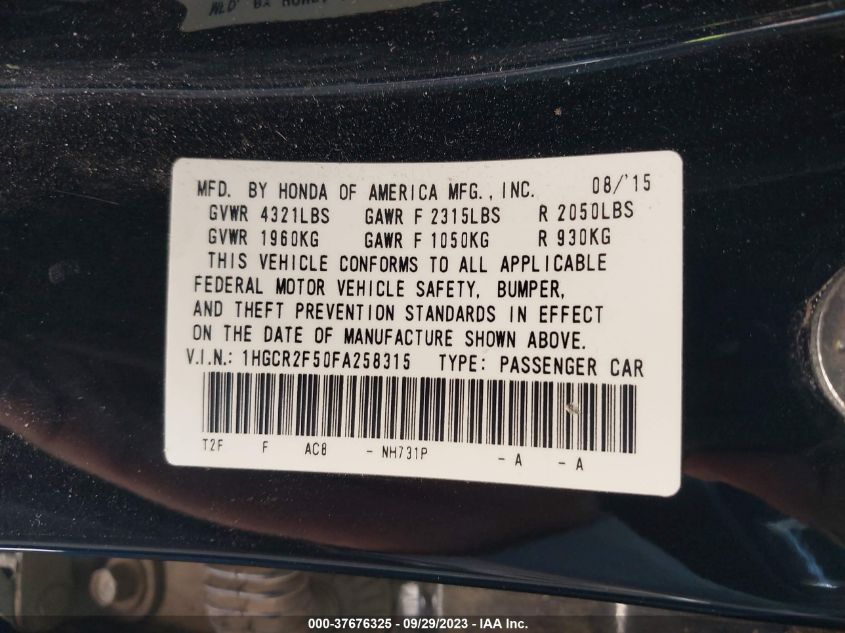 MFD. BY HONDA OF AMERICA MFG., INC. 08/'15
GVWR 4321LBS GAWR F 2315LBS R 2050LBS
GVWR 1960KG GAWR F 1050KG R 930KG
THIS VEHICLE CONFORMS TO ALL APPLICABLE
FEDERAL MOTOR VEHICLE SAFETY, BUMPER,
AND THEFT PREVENTION STANDARDS IN EFFECT
ON THE DATE OF MANUFACTURE SHOWN ABOVE.
V.I.N.: 1HGCR2F50FA258315 TYPE: PASSENGER CAR
T2F F AC8 - NH731P - A - A
000-37676325 - 09/29/2023 - IAA Inc.